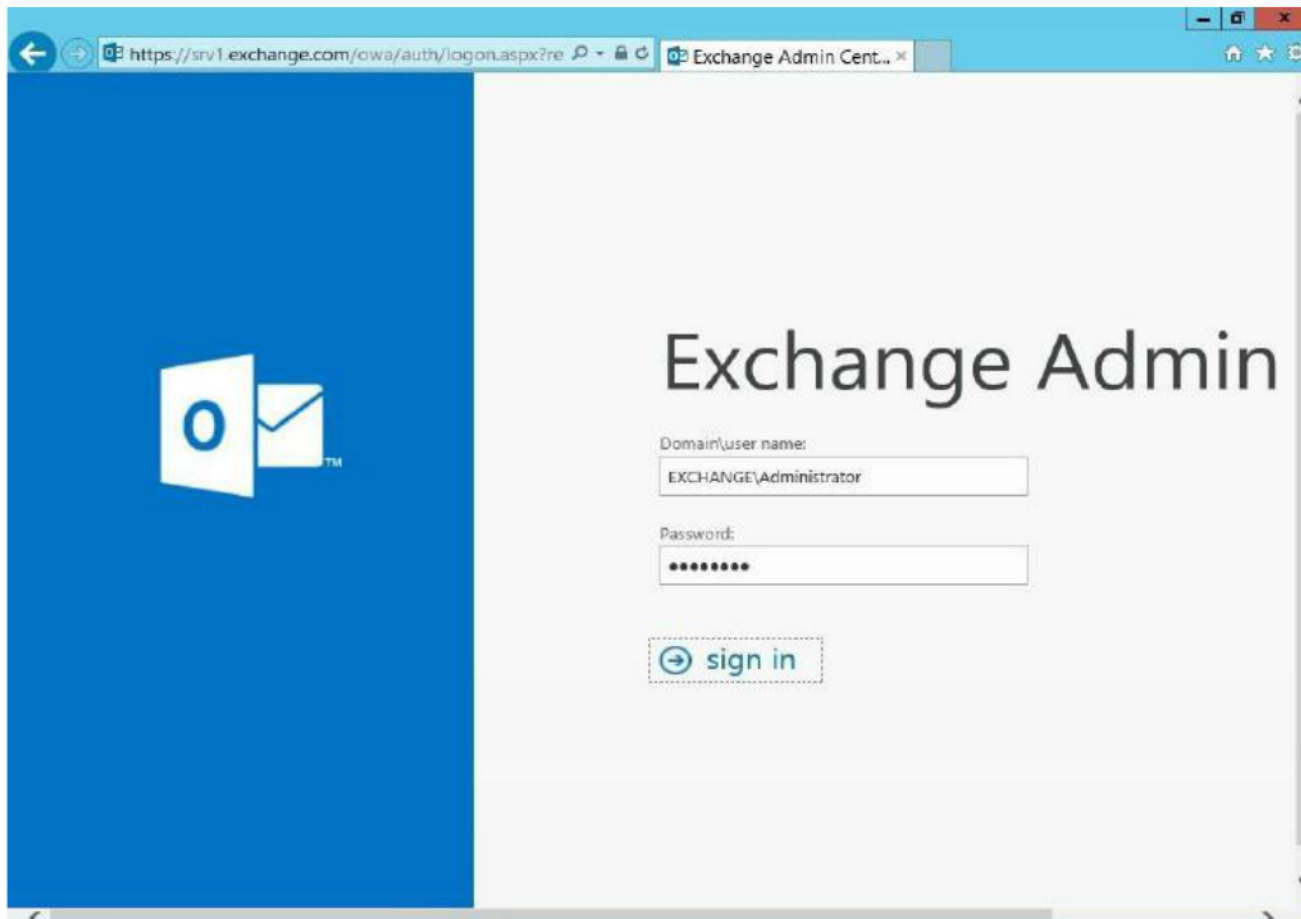 https://srv1.exchange.com/owa/auth/logon.aspx?re
Exchange Admin Cent...
Exchange Admin
Domain\user name:
EXCHANGE\Administrator
Password:
••••••••
sign in
O
TM